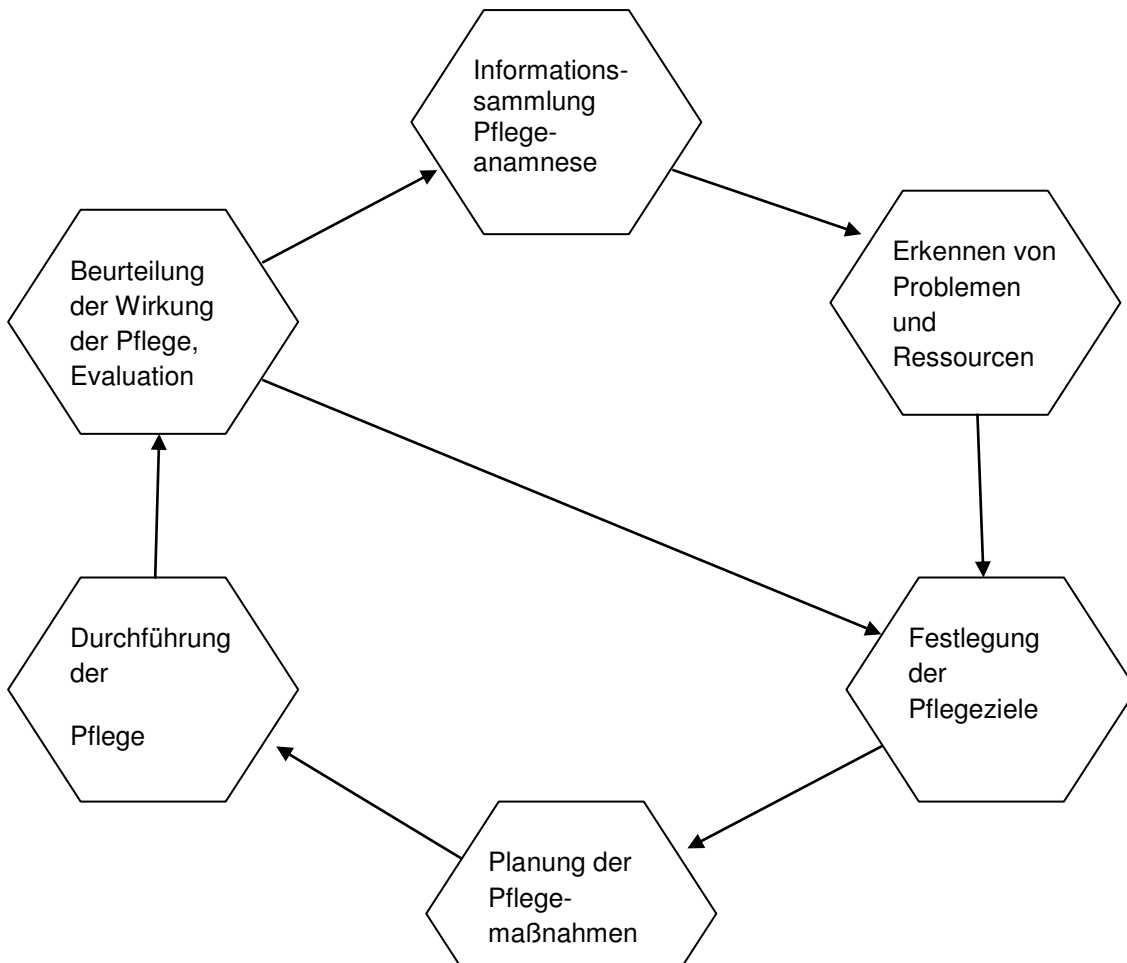 Informations-
sammlung
Pflege-
anamnese
Erkennen von
Problemen
und
Ressourcen
Festlegung
der
Pflegeziele
Planung der
Pflege-
maßnahmen
Durchführung
der
Pflege
Beurteilung
der Wirkung
der Pflege,
Evaluation